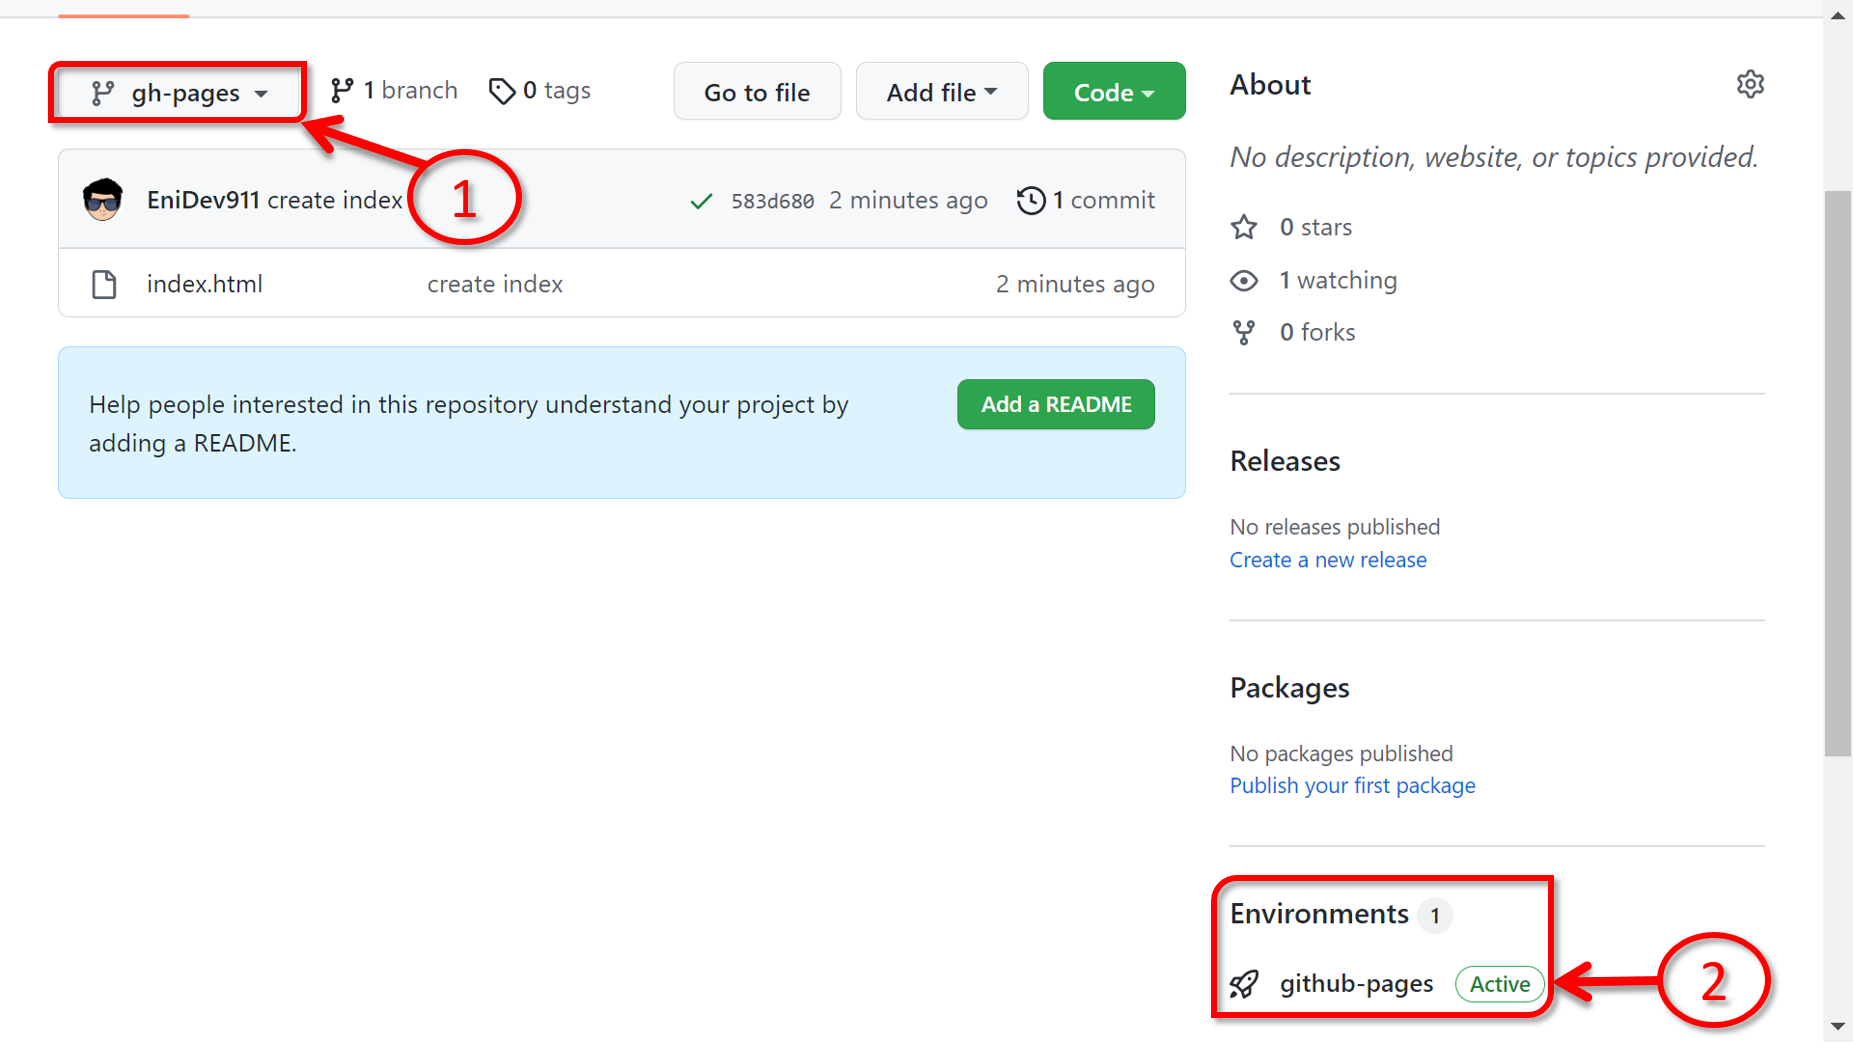 gh-pages
1 branch
0 tags
Go to file
Add file
Code
EniDev911 create index
1
583d680 2 minutes ago
1 commit
index.html
create index
2 minutes ago
Help people interested in this repository understand your project by
adding a README.
Add a README
About
No description, website, or topics provided.
0 stars
1 watching
0 forks
Releases
No releases published
Create a new release
Packages
No packages published
Publish your first package
Environments 1
github-pages Active
2